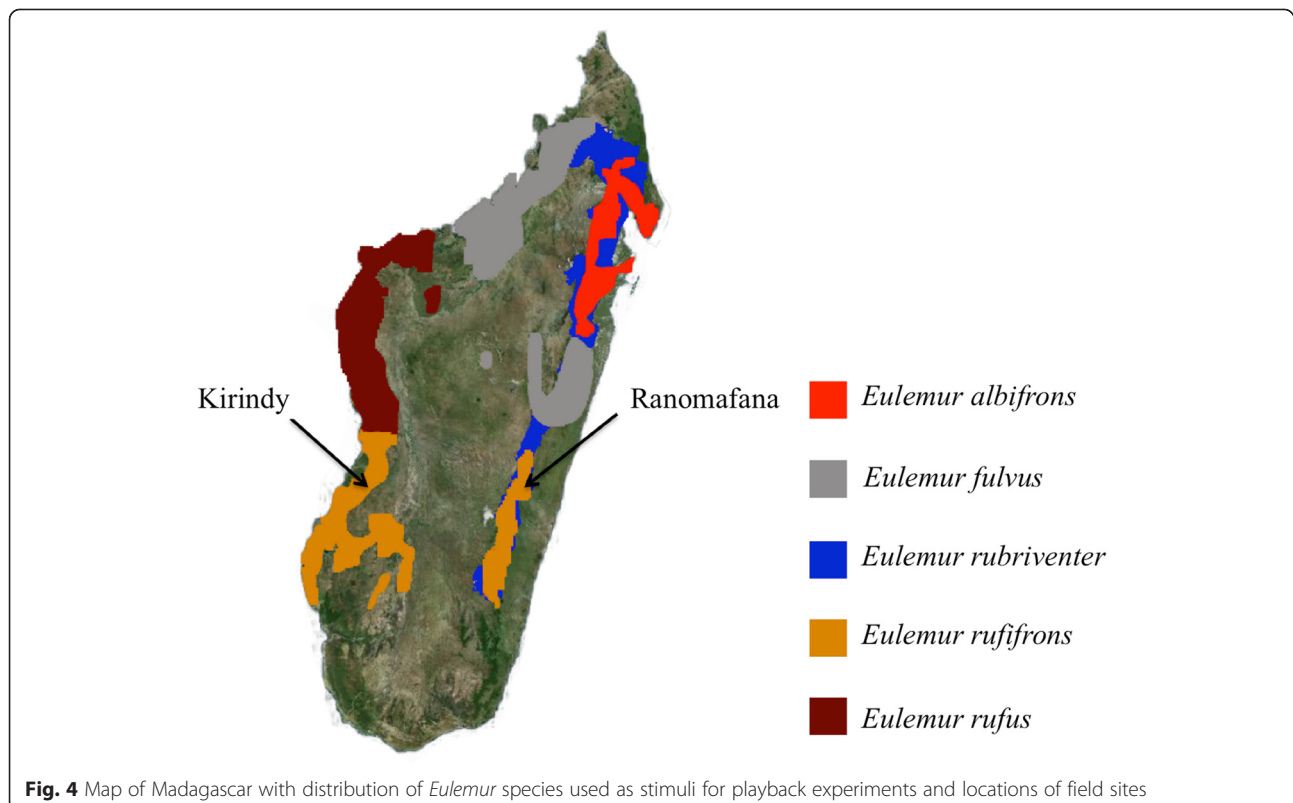 Kirindy
Ranomafana
Eulemur albifrons
Eulemur fulvus
Eulemur rubriventer
Eulemur rufifrons
Eulemur rufus
Fig. 4 Map of Madagascar with distribution of Eulemur species used as stimuli for playback experiments and locations of field sites